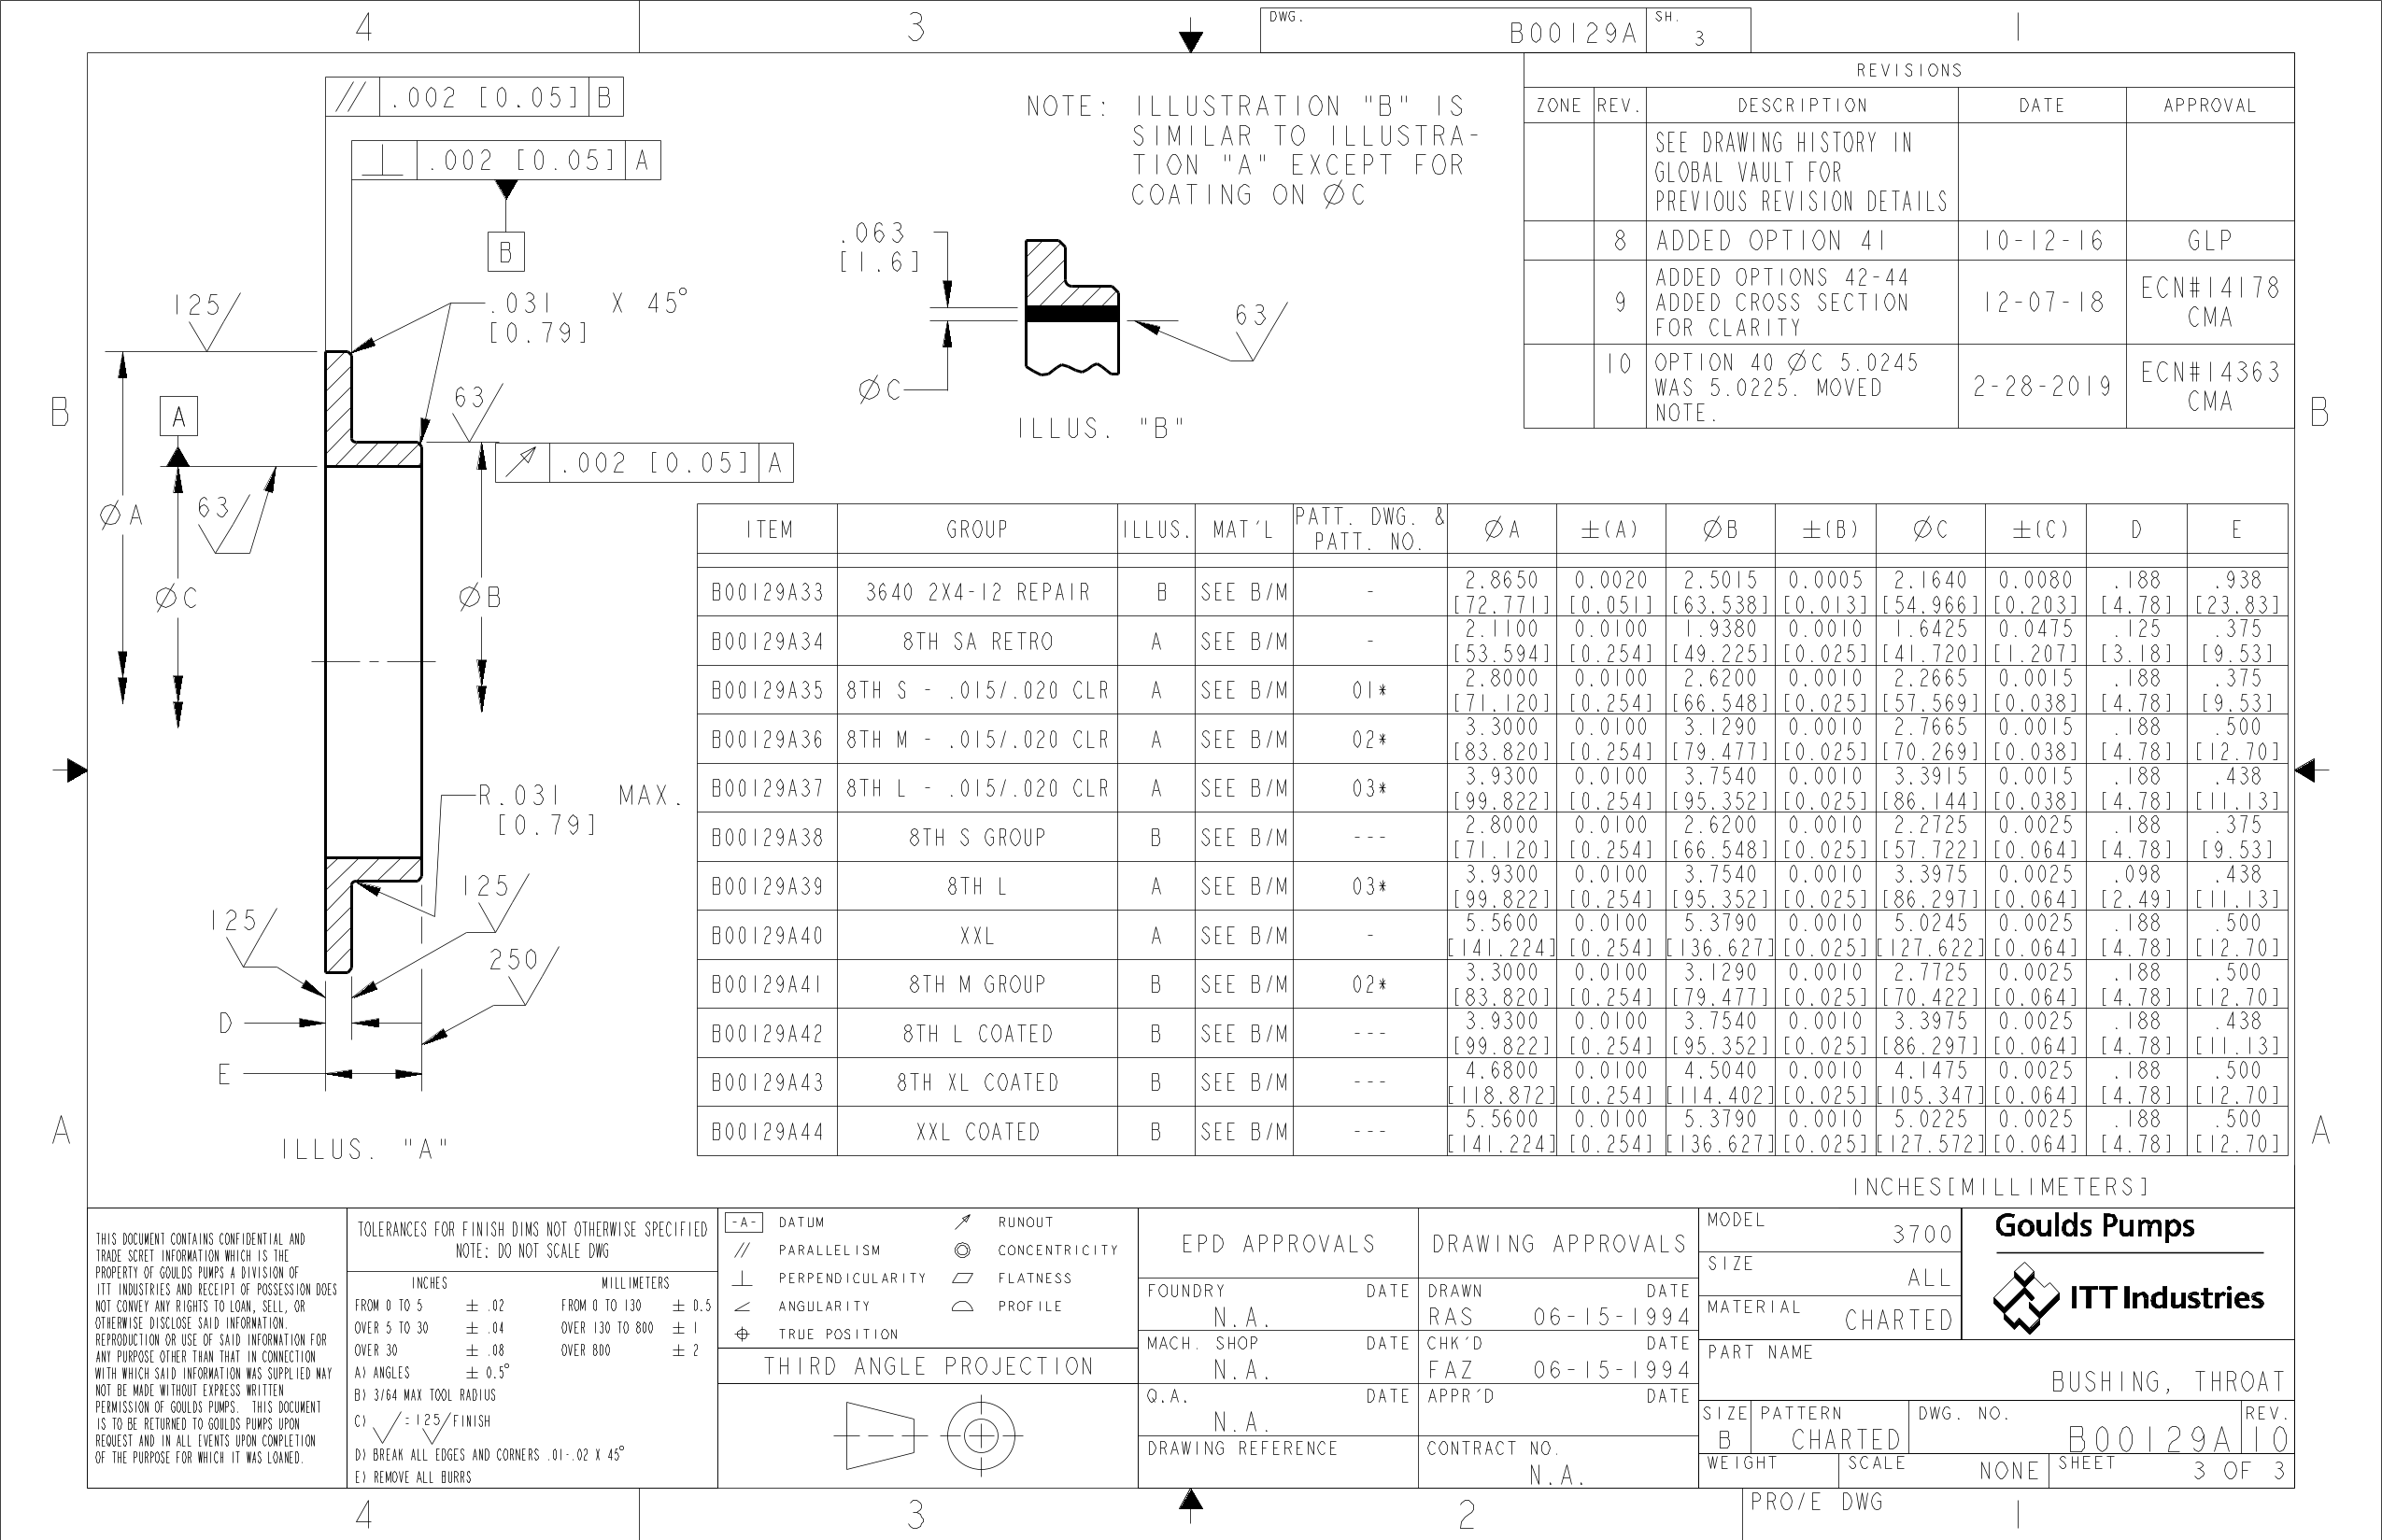 4
3
DWG.
B00129A
SH.
3
1
// .002 [0.05] B
⊥ .002 [0.05] A
B
.031 X 45°
[0.79]
125
63
A
63
↗ .002 [0.05] A
ØA
ØC
ØB
R.031 MAX.
[0.79]
125
125
250
D
E
ILLUS. "A"
NOTE: ILLUSTRATION "B" IS
SIMILAR TO ILLUSTRA-
TION "A" EXCEPT FOR
COATING ON ØC
.063
[1.6]
63
ØC
ILLUS. "B"
REVISIONS
ZONE REV. DESCRIPTION DATE APPROVAL
SEE DRAWING HISTORY IN
GLOBAL VAULT FOR
PREVIOUS REVISION DETAILS
8 ADDED OPTION 41 10-12-16 GLP
9 ADDED OPTIONS 42-44
ADDED CROSS SECTION
FOR CLARITY
12-07-18
ECN#14178
CMA
10 OPTION 40 ØC 5.0245
WAS 5.0225. MOVED
NOTE.
2-28-2019
ECN#14363
CMA
B
B
ITEM GROUP ILLUS. MAT'L PATT. DWG. & PATT. NO. ØA ±(A) ØB ±(B) ØC ±(C) D E
B00129A33 3640 2X4-12 REPAIR B SEE B/M - 2.8650 0.0020 2.5015 0.0005 2.1640 0.0080 .188 .938
[72.771] [0.051] [63.538] [0.013] [54.966] [0.203] [4.78] [23.83]
B00129A34 8TH SA RETRO A SEE B/M - 2.1100 0.0100 1.9380 0.0010 1.6425 0.0475 .125 .375
[53.594] [0.254] [49.225] [0.025] [41.720] [1.207] [3.18] [9.53]
B00129A35 8TH S - .015/.020 CLR A SEE B/M 01* 2.8000 0.0100 2.6200 0.0010 2.2665 0.0015 .188 .375
[71.120] [0.254] [66.548] [0.025] [57.569] [0.038] [4.78] [9.53]
B00129A36 8TH M - .015/.020 CLR A SEE B/M 02* 3.3000 0.0100 3.1290 0.0010 2.7665 0.0015 .188 .500
[83.820] [0.254] [79.477] [0.025] [70.269] [0.038] [4.78] [12.70]
B00129A37 8TH L - .015/.020 CLR A SEE B/M 03* 3.9300 0.0100 3.7540 0.0010 3.3915 0.0015 .188 .438
[99.822] [0.254] [95.352] [0.025] [86.144] [0.038] [4.78] [11.13]
B00129A38 8TH S GROUP B SEE B/M --- 2.8000 0.0100 2.6200 0.0010 2.2725 0.0025 .188 .375
[71.120] [0.254] [66.548] [0.025] [57.722] [0.064] [4.78] [9.53]
B00129A39 8TH L A SEE B/M 03* 3.9300 0.0100 3.7540 0.0010 3.3975 0.0025 .098 .438
[99.822] [0.254] [95.352] [0.025] [86.297] [0.064] [2.49] [11.13]
B00129A40 XXL A SEE B/M - 5.5600 0.0100 5.3790 0.0010 5.0245 0.0025 .188 .500
[141.224] [0.254] [136.627] [0.025] [127.622] [0.064] [4.78] [12.70]
B00129A41 8TH M GROUP B SEE B/M 02* 3.3000 0.0100 3.1290 0.0010 2.7725 0.0025 .188 .500
[83.820] [0.254] [79.477] [0.025] [70.422] [0.064] [4.78] [12.70]
B00129A42 8TH L COATED B SEE B/M --- 3.9300 0.0100 3.7540 0.0010 3.3975 0.0025 .188 .438
[99.822] [0.254] [95.352] [0.025] [86.297] [0.064] [4.78] [11.13]
B00129A43 8TH XL COATED B SEE B/M --- 4.6800 0.0100 4.5040 0.0010 4.1475 0.0025 .188 .500
[118.872] [0.254] [114.402] [0.025] [105.347] [0.064] [4.78] [12.70]
B00129A44 XXL COATED B SEE B/M --- 5.5600 0.0100 5.3790 0.0010 5.0225 0.0025 .188 .500
[141.224] [0.254] [136.627] [0.025] [127.572] [0.064] [4.78] [12.70]
A
A
INCHES[MILLIMETERS]
THIS DOCUMENT CONTAINS CONFIDENTIAL AND
TRADE SCRET INFORMATION WHICH IS THE
PROPERTY OF GOULDS PUMPS A DIVISION OF
ITT INDUSTRIES AND RECEIPT OF POSSESSION DOES
NOT CONVEY ANY RIGHTS TO LOAN, SELL, OR
OTHERWISE DISCLOSE SAID INFORMATION.
REPRODUCTION OR USE OF SAID INFORMATION FOR
ANY PURPOSE OTHER THAN THAT IN CONNECTION
WITH WHICH SAID INFORMATION WAS SUPPLIED MAY
NOT BE MADE WITHOUT EXPRESS WRITTEN
PERMISSION OF GOULDS PUMPS. THIS DOCUMENT
IS TO BE RETURNED TO GOULDS PUMPS UPON
REQUEST AND IN ALL EVENTS UPON COMPLETION
OF THE PURPOSE FOR WHICH IT WAS LOANED.
TOLERANCES FOR FINISH DIMS NOT OTHERWISE SPECIFIED
NOTE: DO NOT SCALE DWG
INCHES MILLIMETERS
FROM 0 TO 5 ± .02 FROM 0 TO 130 ± 0.5
OVER 5 TO 30 ± .04 OVER 130 TO 800 ± 1
OVER 30 ± .08 OVER 800 ± 2
A) ANGLES ± 0.5°
B) 3/64 MAX TOOL RADIUS
C) √ = 125/ FINISH
D) BREAK ALL EDGES AND CORNERS .01-.02 X 45°
E) REMOVE ALL BURRS
-A- DATUM
// PARALLELISM
⊥ PERPENDICULARITY
∠ ANGULARITY
⌖ TRUE POSITION
↗ RUNOUT
◎ CONCENTRICITY
▱ FLATNESS
⌓ PROFILE
THIRD ANGLE PROJECTION
EPD APPROVALS
FOUNDRY DATE
N.A.
MACH. SHOP DATE
N.A.
Q.A. DATE
N.A.
DRAWING REFERENCE
DRAWING APPROVALS
DRAWN DATE
RAS 06-15-1994
CHK'D DATE
FAZ 06-15-1994
APPR'D DATE
CONTRACT NO.
N.A.
MODEL
3700
SIZE
ALL
MATERIAL
CHARTED
Goulds Pumps
ITT Industries
PART NAME
BUSHING, THROAT
SIZE
B
PATTERN
CHARTED
DWG. NO.
B00129A
REV.
10
WEIGHT
SCALE
NONE
SHEET
3 OF 3
4
3
2
PRO/E DWG
1